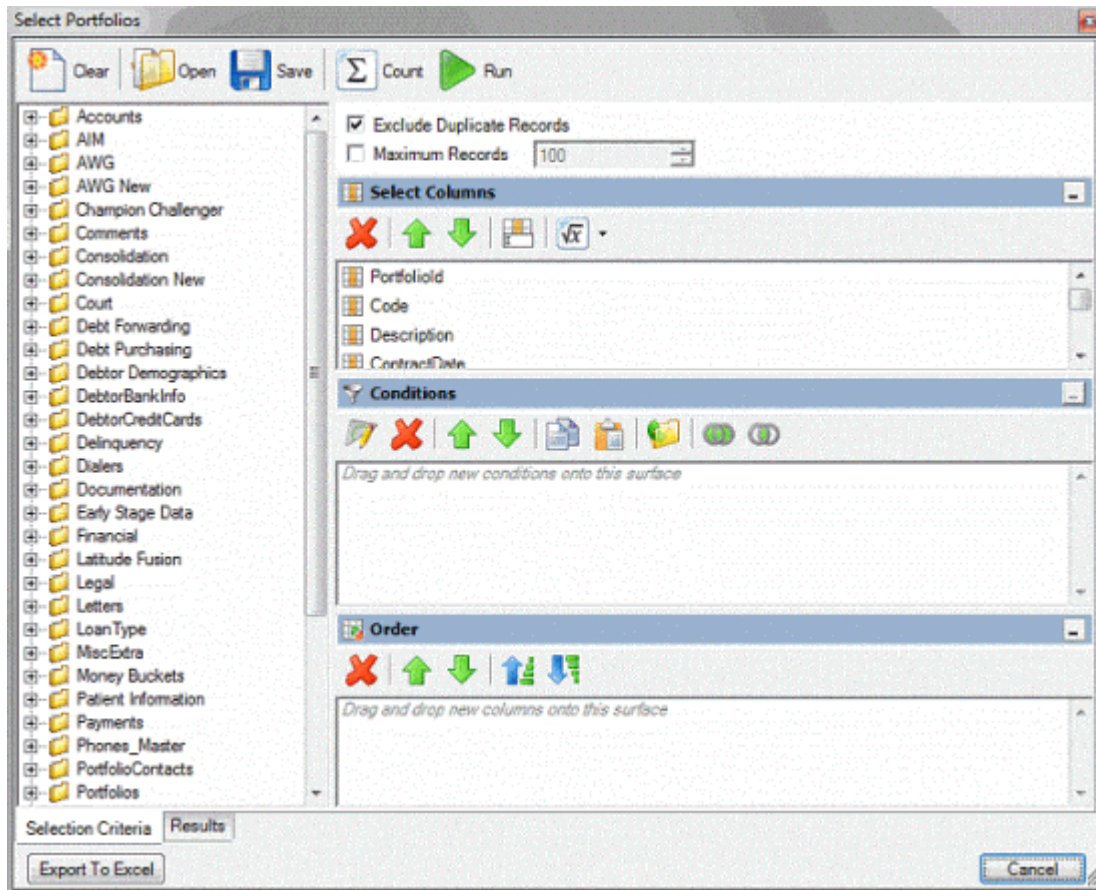 Select Portfolios
Clear Open Save Count Run
Accounts
AIM
AWG
AWG New
Champion Challenger
Comments
Consolidation
Consolidation New
Court
Debt Forwarding
Debt Purchasing
Debtor Demographics
DebtorBankInfo
DebtorCreditCards
Delinquency
Dialers
Documentation
Early Stage Data
Financial
Latitude Fusion
Legal
Letters
LoanType
MiscExtra
Money Buckets
Patient Information
Payments
Phones_Master
PortfolioContacts
Portfolios
Exclude Duplicate Records
Maximum Records 100
Select Columns
√x
PortfolioId
Code
Description
ContractDate
Conditions
Drag and drop new conditions onto this surface
Order
Drag and drop new columns onto this surface
Selection Criteria Results
Export To Excel Cancel